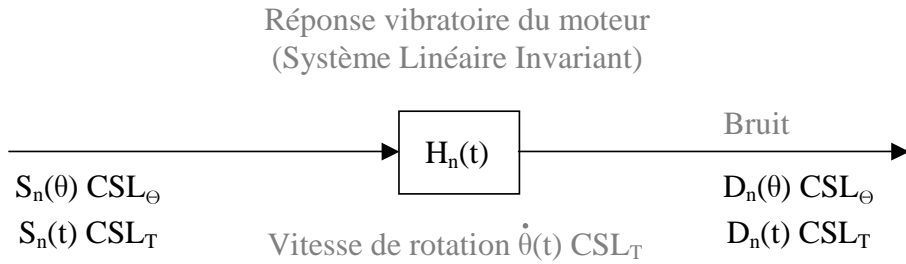 Réponse vibratoire du moteur
(Système Linéaire Invariant)
Bruit
Hₙ(t)
Sₙ(θ) CSL_Θ
Dₙ(θ) CSL_Θ
Sₙ(t) CSL_T
Dₙ(t) CSL_T
Vitesse de rotation θ̇(t) CSL_T